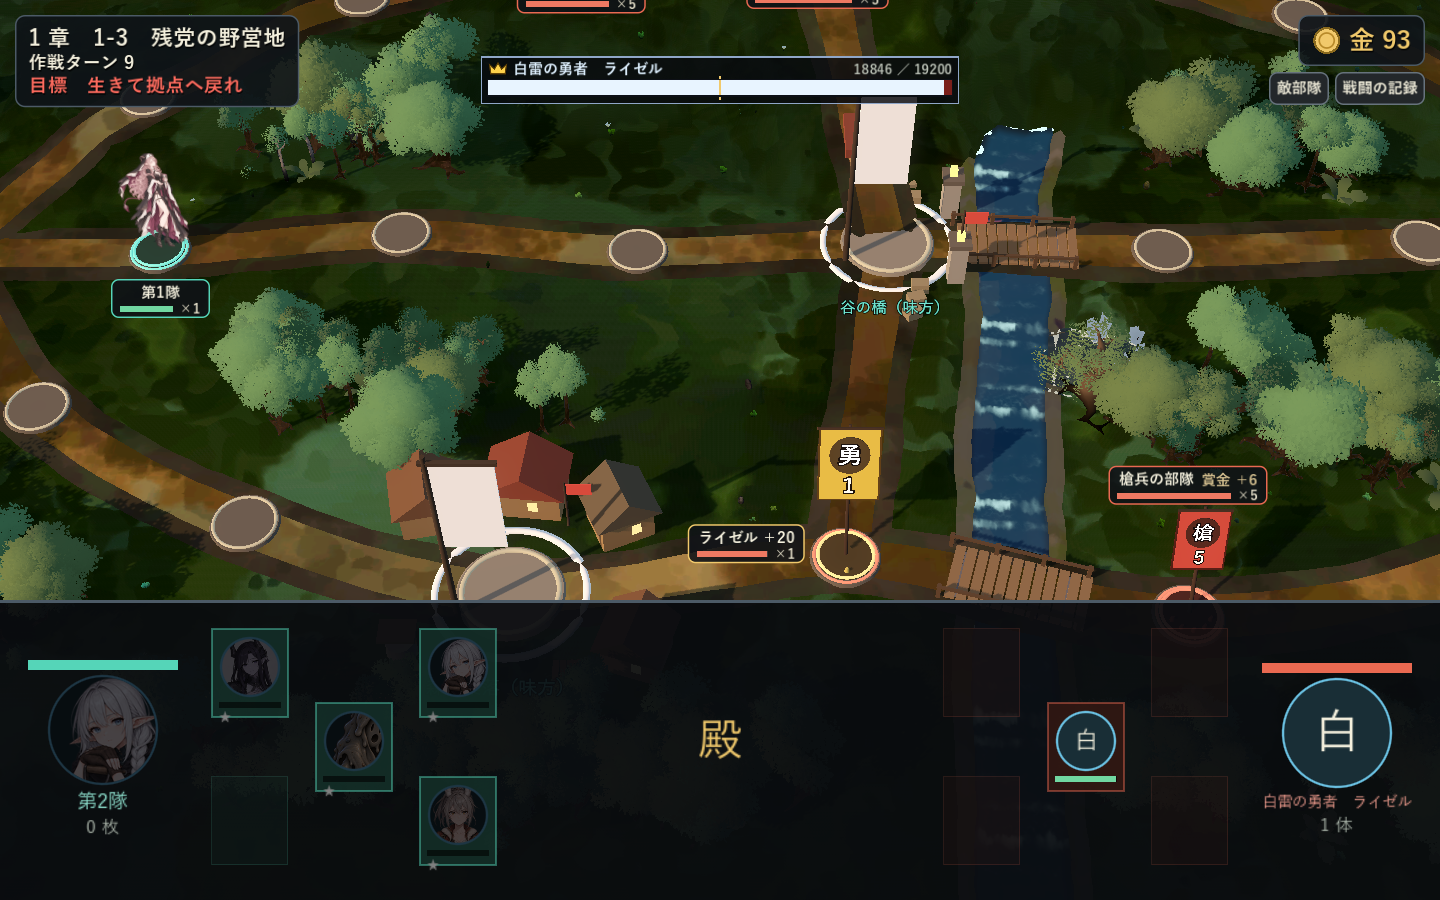 ×5
×5
1 章　1-3　残党の野営地
作戦ターン 9
目標　生きて拠点へ戻れ
白雷の勇者　ライゼル
18846 ／ 19200
金 93
敵部隊
戦闘の記録
第1隊
×1
谷の橋（味方）
勇
1
ライゼル ＋20
×1
槍兵の部隊　賞金 ＋6
×5
槍
5
（味方）
第2隊
0 枚
殿
白
白
白雷の勇者　ライゼル
1 体